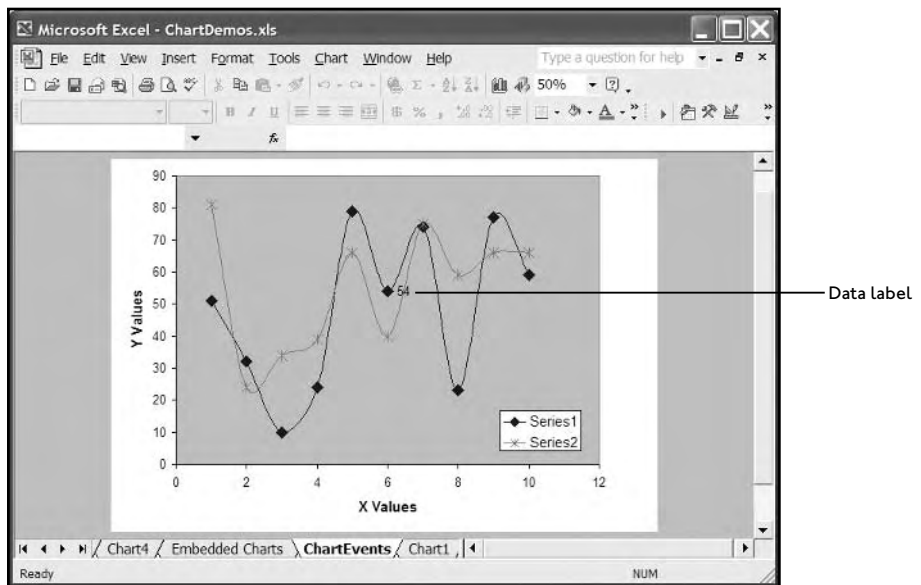 Microsoft Excel - ChartDemos.xls
File Edit View Insert Format Tools Chart Window Help Type a question for help
50%
B I U $ % ,
fx
90
80
70
60
50
40
30
20
10
0
Y Values
54
Data label
Series1
Series2
0 2 4 6 8 10 12
X Values
Chart4 Embedded Charts ChartEvents Chart1
Ready NUM